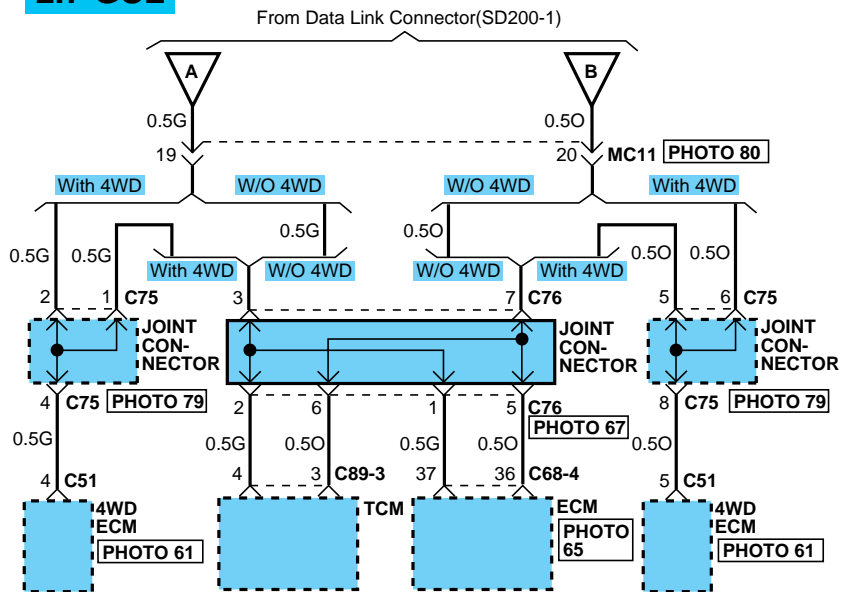 From Data Link Connector(SD200-1)
A B
0.5G 0.5O
19 20 MC11 PHOTO 80
With 4WD W/O 4WD W/O 4WD With 4WD
0.5G 0.5O
0.5G 0.5G With 4WD W/O 4WD W/O 4WD With 4WD 0.5O 0.5O
2 1 C75 3 7 C76 5 6 C75
JOINT CON-NECTOR JOINT CON-NECTOR JOINT CON-NECTOR
4 C75 PHOTO 79 2 6 1 5 C76 8 C75 PHOTO 79
PHOTO 67
0.5G 0.5G 0.5O 0.5G 0.5O 0.5O
4 C51 4 3 C89-3 37 36 C68-4 5 C51
4WD ECM TCM ECM 4WD ECM
PHOTO 61 PHOTO 65 PHOTO 61